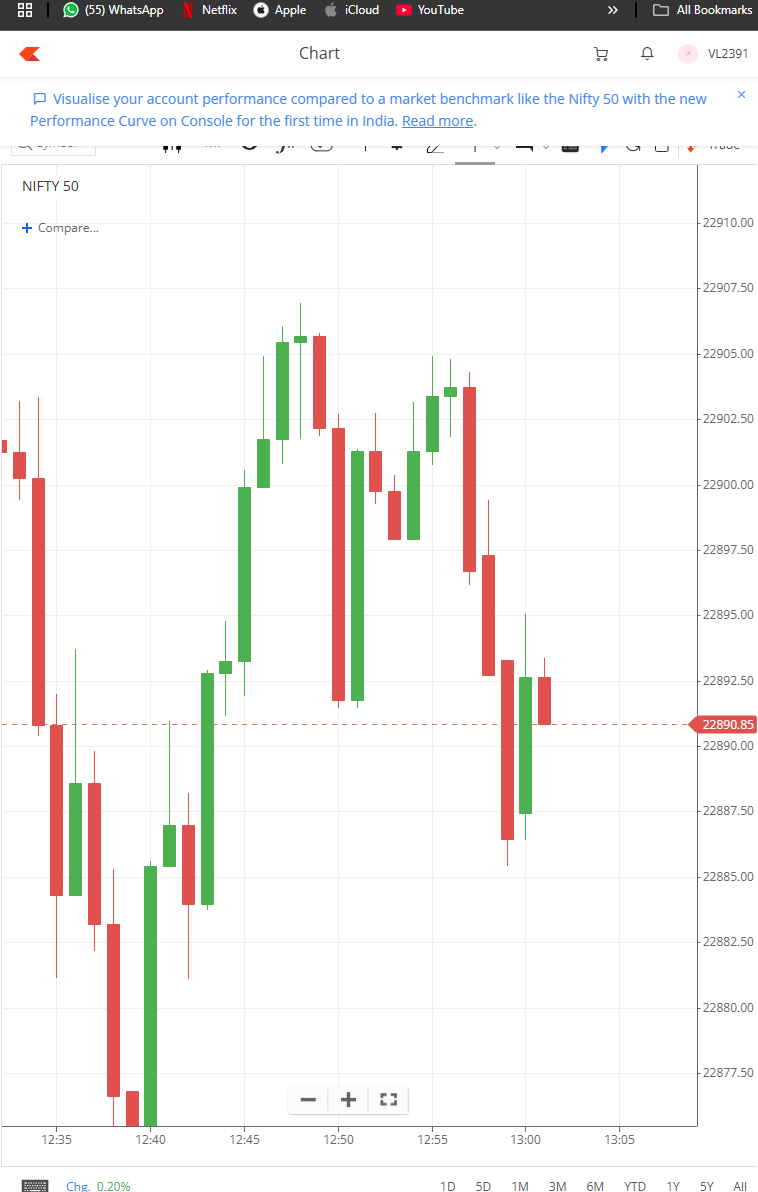 (55) WhatsApp Netflix Apple iCloud YouTube » All Bookmarks
Chart VL2391
Visualise your account performance compared to a market benchmark like the Nifty 50 with the new
Performance Curve on Console for the first time in India. Read more.
NIFTY 50
+ Compare...
22910.00
22907.50
22905.00
22902.50
22900.00
22897.50
22895.00
22892.50
22890.85
22890.00
22887.50
22885.00
22882.50
22880.00
22877.50
12:35 12:40 12:45 12:50 12:55 13:00 13:05
Chg. 0.20% 1D 5D 1M 3M 6M YTD 1Y 5Y All